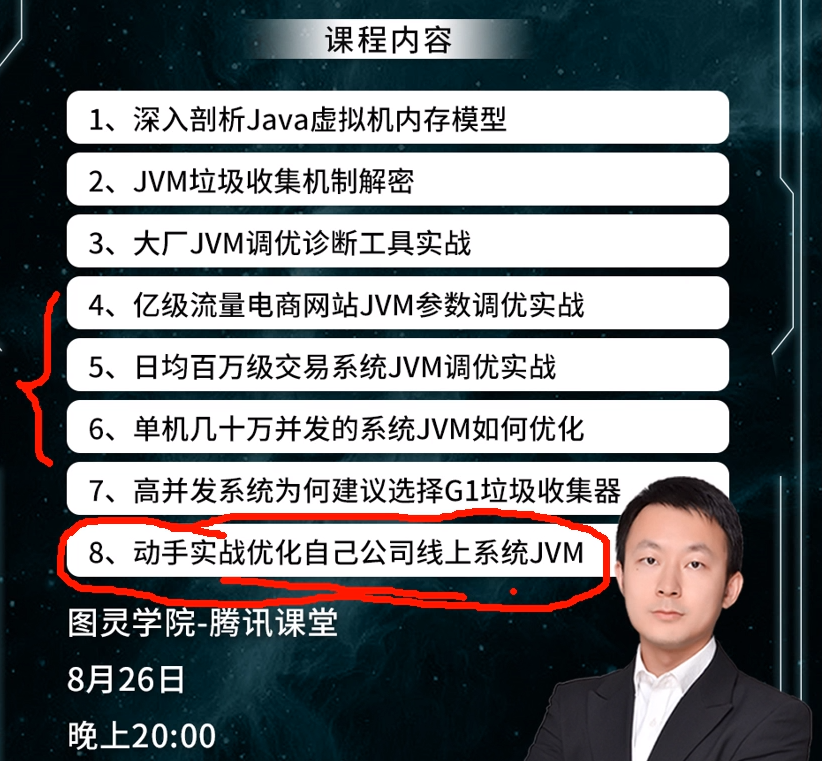 课程内容
1、深入剖析Java虚拟机内存模型
2、JVM垃圾收集机制解密
3、大厂JVM调优诊断工具实战
4、亿级流量电商网站JVM参数调优实战
5、日均百万级交易系统JVM调优实战
6、单机几十万并发的系统JVM如何优化
7、高并发系统为何建议选择G1垃圾收集器
8、动手实战优化自己公司线上系统JVM
图灵学院-腾讯课堂
8月26日
晚上20:00